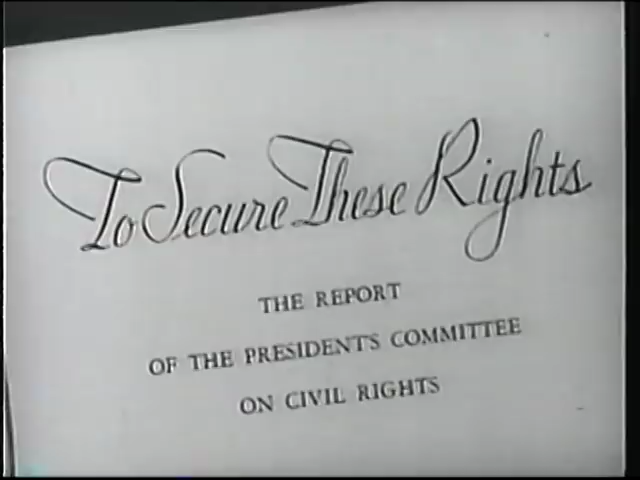 To Secure These Rights
THE REPORT
OF THE PRESIDENTS COMMITTEE
ON CIVIL RIGHTS